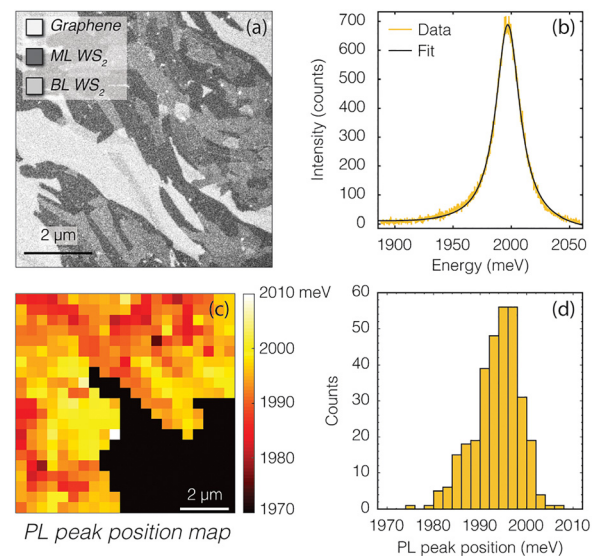 (a)
Graphene
ML WS₂
BL WS₂
2 µm
(b)
Data
Fit
Intensity (counts)
700
600
500
400
300
200
100
0
1900
1950
2000
2050
Energy (meV)
(c)
2 µm
2010 meV
2000
1990
1980
1970
PL peak position map
(d)
Counts
60
50
40
30
20
10
0
1970
1980
1990
2000
2010
PL peak position (meV)